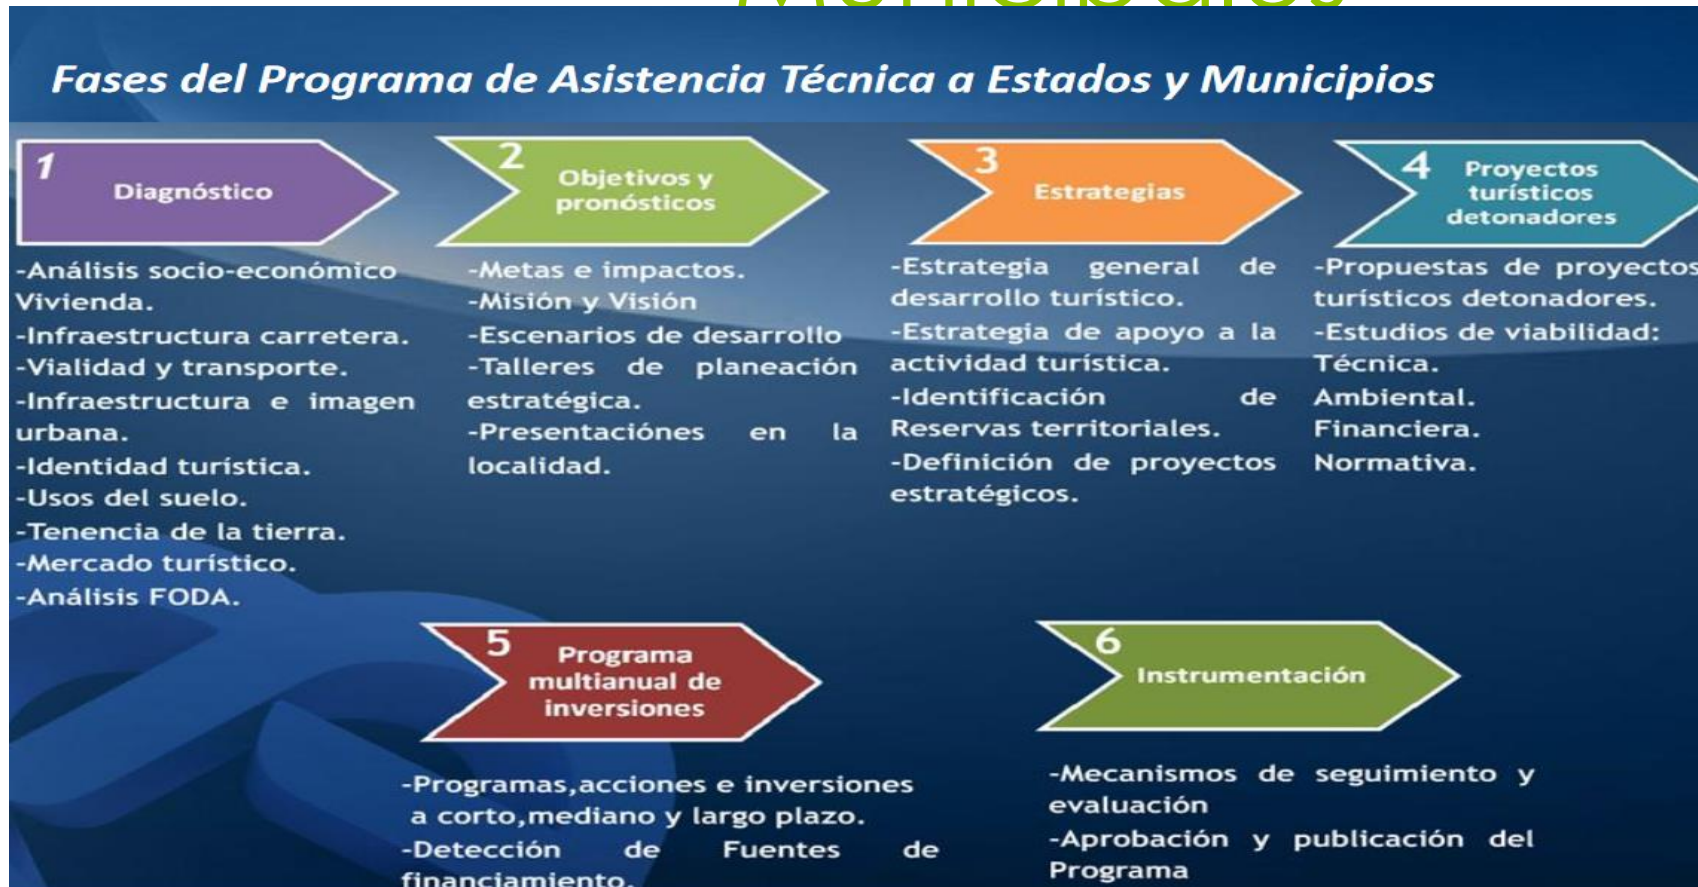 Fases del Programa de Asistencia Técnica a Estados y Municipios
1
Diagnóstico
-Análisis socio-económico
Vivienda.
-Infraestructura carretera.
-Vialidad y transporte.
-Infraestructura e imagen
urbana.
-Identidad turística.
-Usos del suelo.
-Tenencia de la tierra.
-Mercado turístico.
-Análisis FODA.
2
Objetivos y
pronósticos
-Metas e impactos.
-Misión y Visión
-Escenarios de desarrollo
-Talleres de planeación
estratégica.
-Presentaciónes en la
localidad.
3
Estrategias
-Estrategia general de
desarrollo turístico.
-Estrategia de apoyo a la
actividad turística.
-Identificación de
Reservas territoriales.
-Definición de proyectos
estratégicos.
4
Proyectos
turísticos
detonadores
-Propuestas de proyectos
turísticos detonadores.
-Estudios de viabilidad:
Técnica.
Ambiental.
Financiera.
Normativa.
5
Programa
multianual de
inversiones
-Programas,acciones e inversiones
a corto,mediano y largo plazo.
-Detección de Fuentes de
financiamiento.
6
Instrumentación
-Mecanismos de seguimiento y
evaluación
-Aprobación y publicación del
Programa